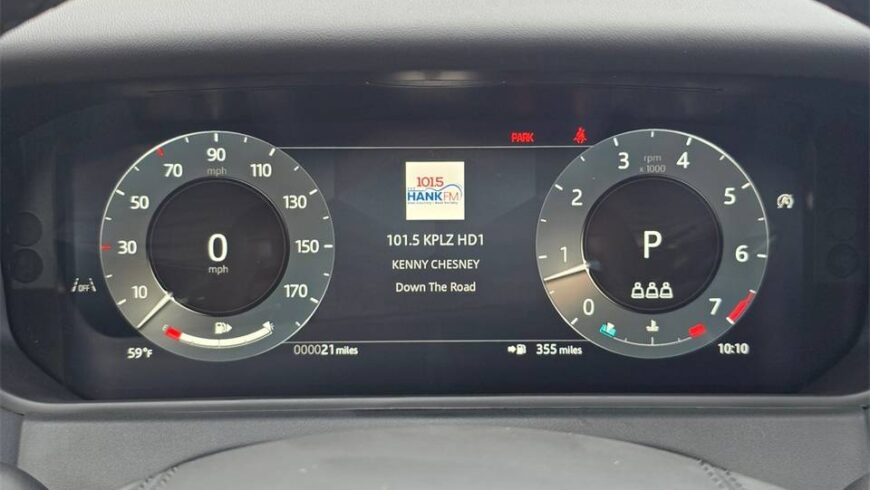 PARK
10
30
50
70
90
110
130
150
170
mph
0
mph
101.5
HANK FM
101.5 KPLZ HD1
KENNY CHESNEY
Down The Road
0
1
2
3
4
5
6
7
rpm
x 1000
P
OFF
59°F
000021 miles
355 miles
10:10